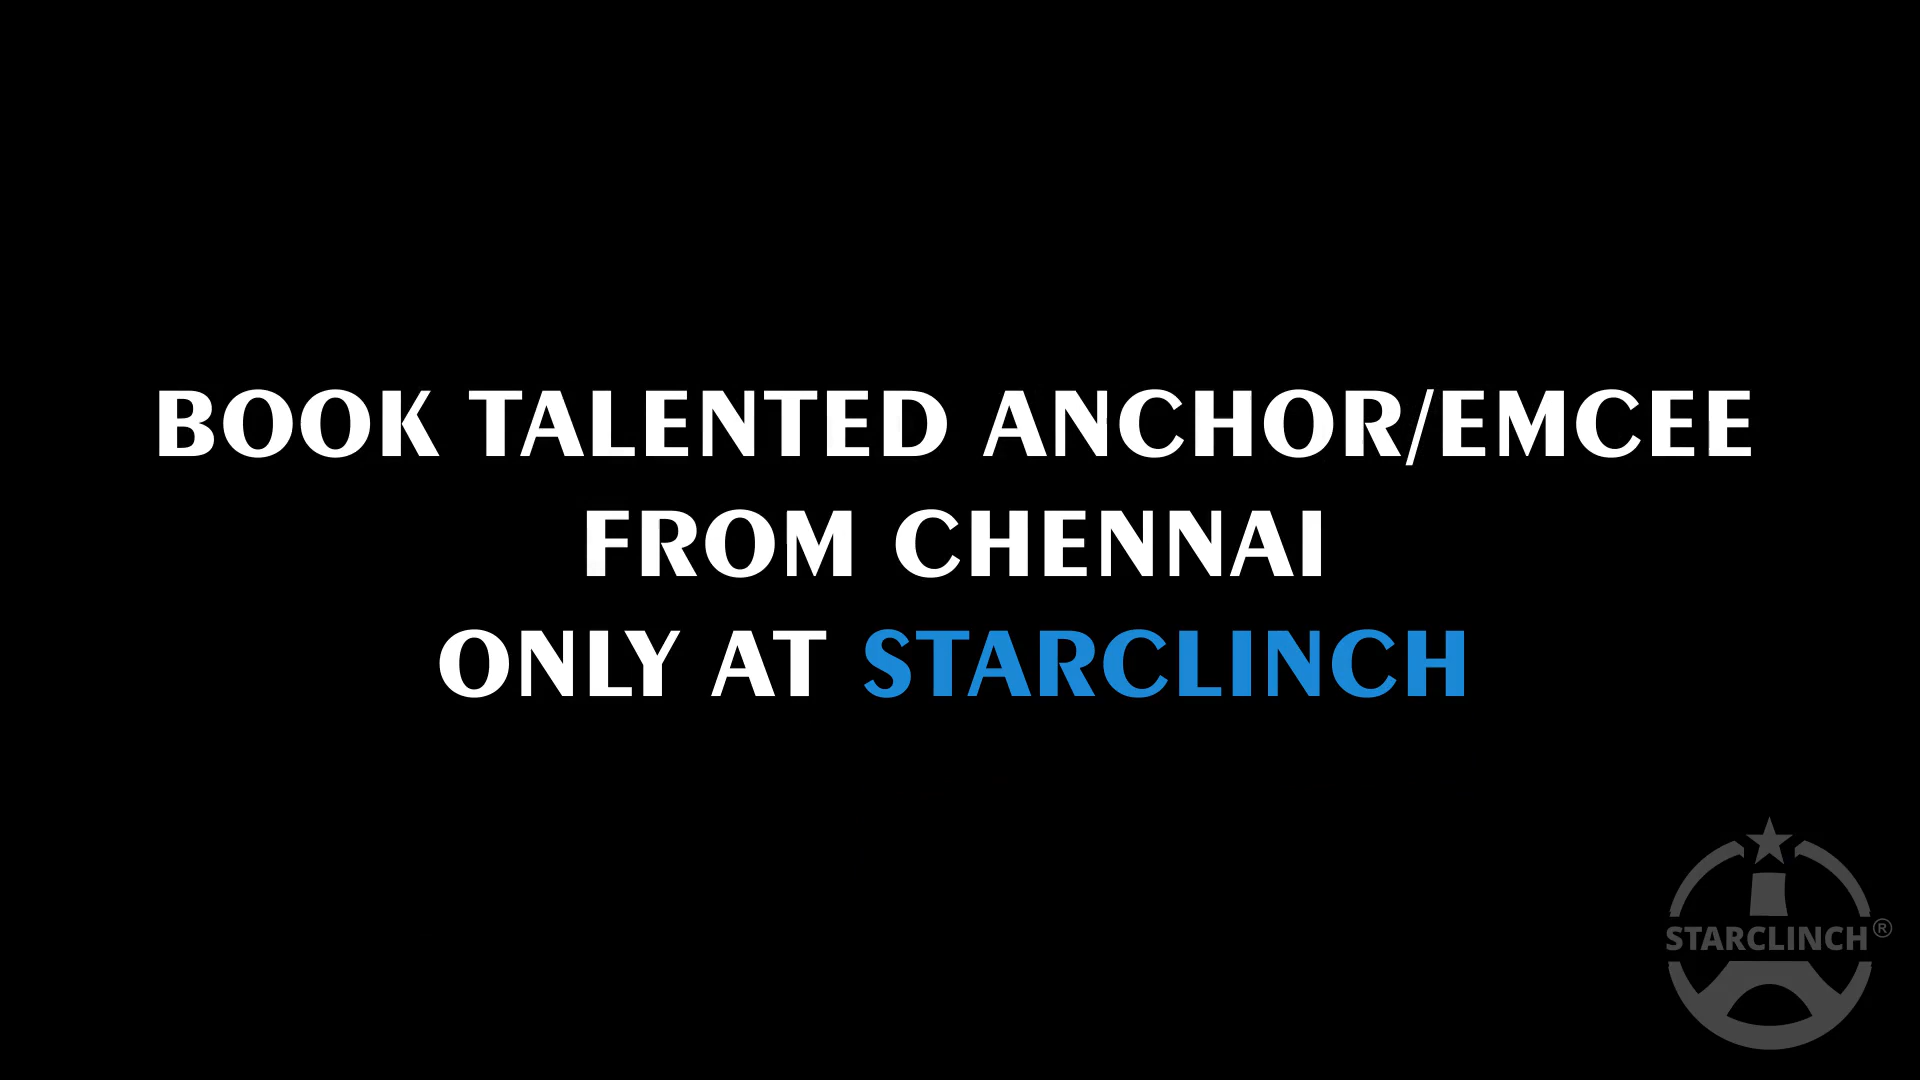 BOOK TALENTED ANCHOR/EMCEE
FROM CHENNAI
ONLY AT STARCLINCH
STARCLINCH®